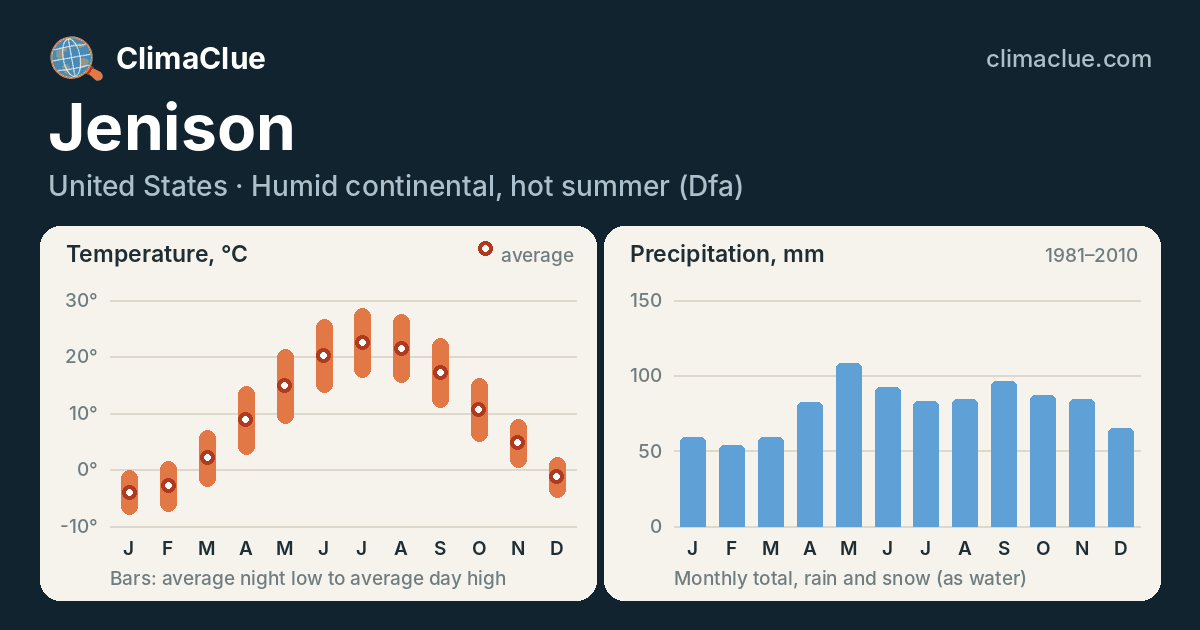 ClimaClue
climaclue.com
Jenison
United States · Humid continental, hot summer (Dfa)
Temperature, °C
average
30°
20°
10°
0°
-10°
J F M A M J J A S O N D
Bars: average night low to average day high
Precipitation, mm
1981–2010
150
100
50
0
J F M A M J J A S O N D
Monthly total, rain and snow (as water)